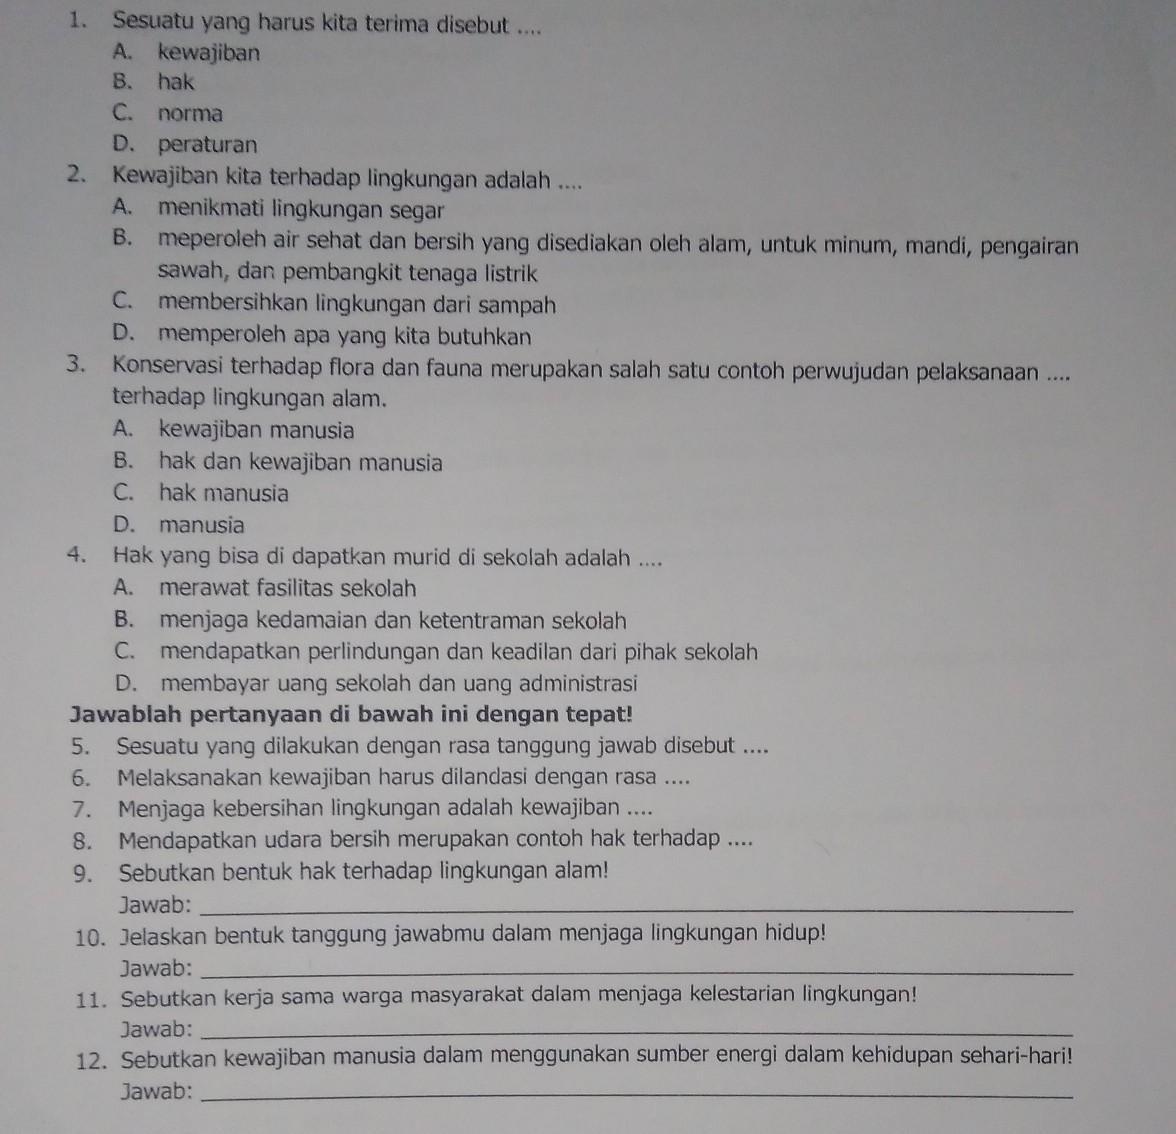 1. Sesuatu yang harus kita terima disebut ....
A. kewajiban
B. hak
C. norma
D. peraturan
2. Kewajiban kita terhadap lingkungan adalah ....
A. menikmati lingkungan segar
B. meperoleh air sehat dan bersih yang disediakan oleh alam, untuk minum, mandi, pengairan
sawah, dan pembangkit tenaga listrik
C. membersihkan lingkungan dari sampah
D. memperoleh apa yang kita butuhkan
3. Konservasi terhadap flora dan fauna merupakan salah satu contoh perwujudan pelaksanaan ....
terhadap lingkungan alam.
A. kewajiban manusia
B. hak dan kewajiban manusia
C. hak manusia
D. manusia
4. Hak yang bisa di dapatkan murid di sekolah adalah ....
A. merawat fasilitas sekolah
B. menjaga kedamaian dan ketentraman sekolah
C. mendapatkan perlindungan dan keadilan dari pihak sekolah
D. membayar uang sekolah dan uang administrasi
Jawablah pertanyaan di bawah ini dengan tepat!
5. Sesuatu yang dilakukan dengan rasa tanggung jawab disebut ....
6. Melaksanakan kewajiban harus dilandasi dengan rasa ....
7. Menjaga kebersihan lingkungan adalah kewajiban ....
8. Mendapatkan udara bersih merupakan contoh hak terhadap ....
9. Sebutkan bentuk hak terhadap lingkungan alam!
Jawab:
10. Jelaskan bentuk tanggung jawabmu dalam menjaga lingkungan hidup!
Jawab:
11. Sebutkan kerja sama warga masyarakat dalam menjaga kelestarian lingkungan!
Jawab:
12. Sebutkan kewajiban manusia dalam menggunakan sumber energi dalam kehidupan sehari-hari!
Jawab: